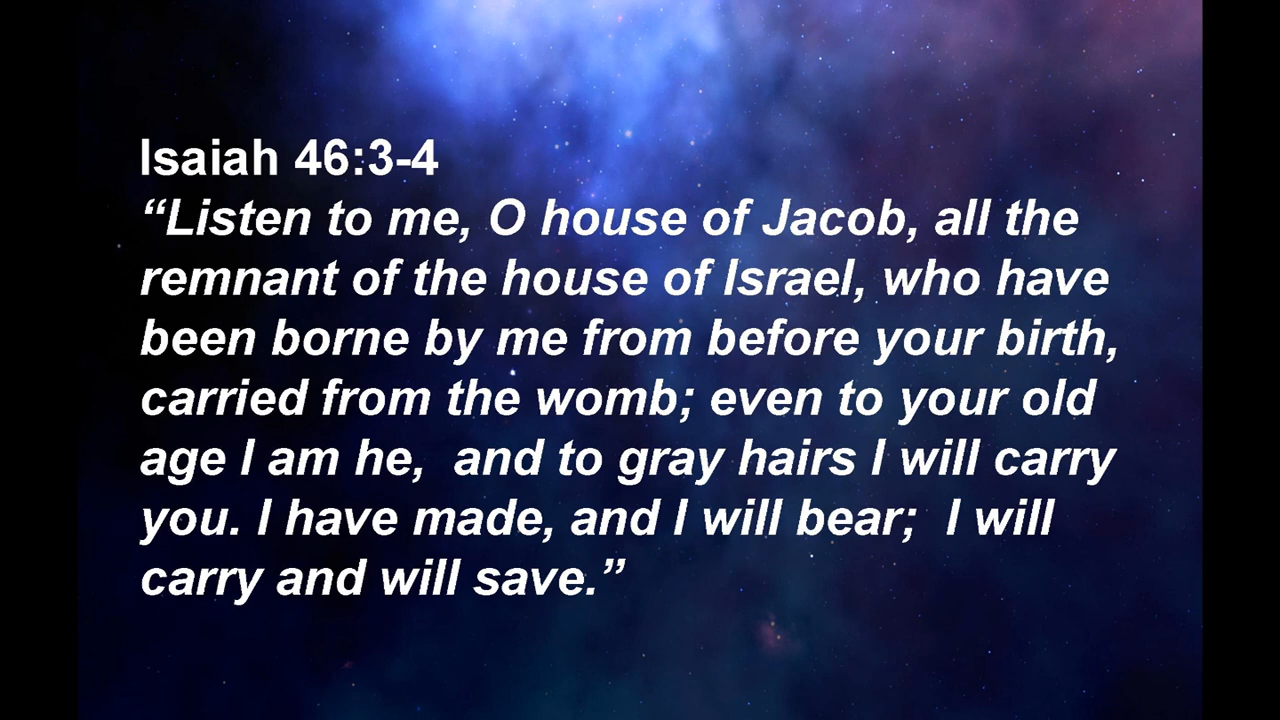 Isaiah 46:3-4
“Listen to me, O house of Jacob, all the
remnant of the house of Israel, who have
been borne by me from before your birth,
carried from the womb; even to your old
age I am he,  and to gray hairs I will carry
you. I have made, and I will bear;  I will
carry and will save.”